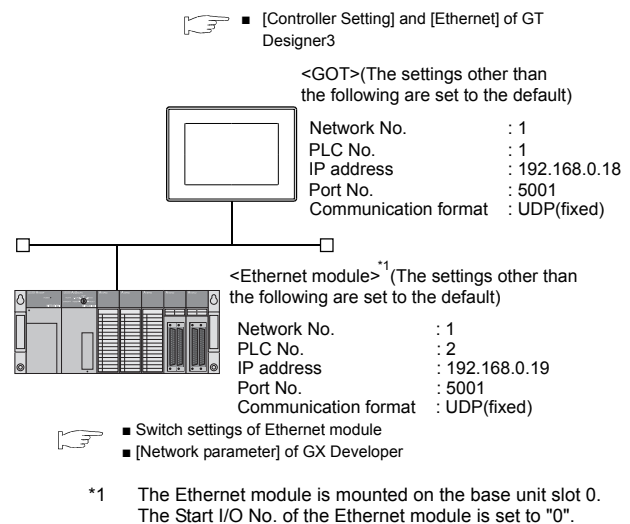 ■ [Controller Setting] and [Ethernet] of GT
Designer3
<GOT>(The settings other than
the following are set to the default)
Network No. : 1
PLC No. : 1
IP address : 192.168.0.18
Port No. : 5001
Communication format : UDP(fixed)
<Ethernet module>*1(The settings other than
the following are set to the default)
Network No. : 1
PLC No. : 2
IP address : 192.168.0.19
Port No. : 5001
Communication format : UDP(fixed)
■ Switch settings of Ethernet module
■ [Network parameter] of GX Developer
*1 The Ethernet module is mounted on the base unit slot 0.
The Start I/O No. of the Ethernet module is set to "0".